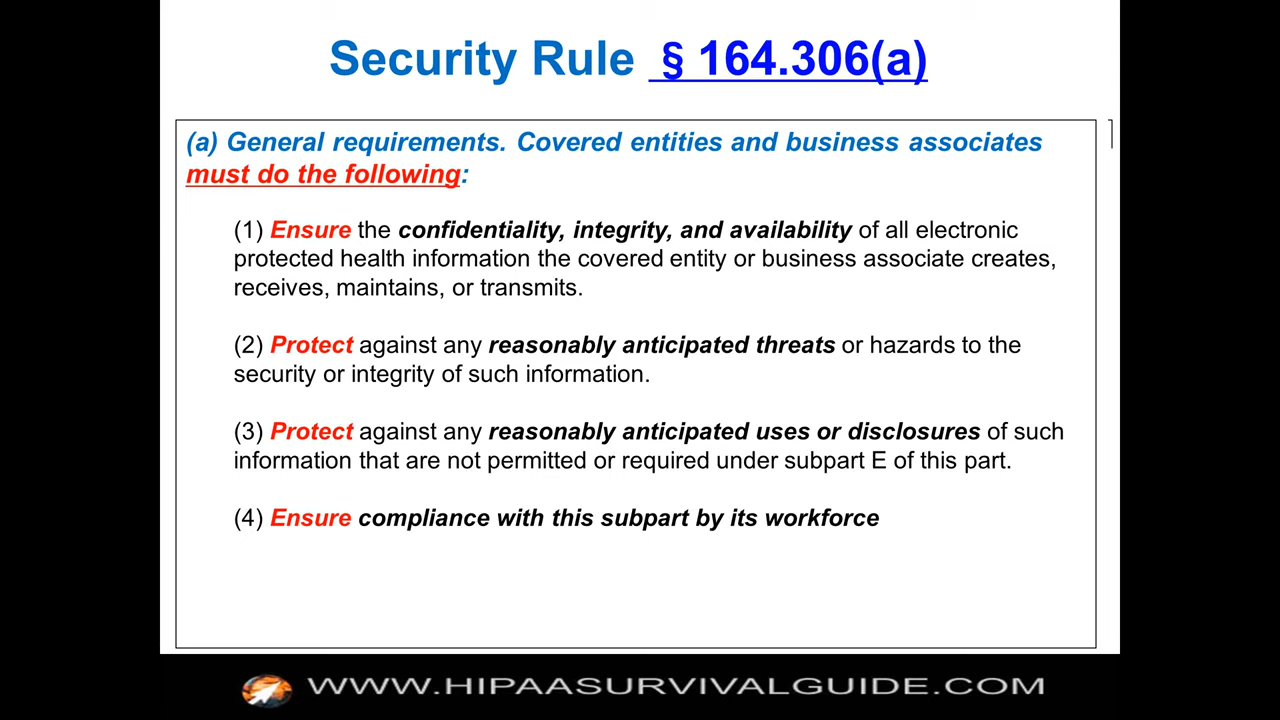 Security Rule § 164.306(a)
(a) General requirements. Covered entities and business associates
must do the following:
(1) Ensure the confidentiality, integrity, and availability of all electronic
protected health information the covered entity or business associate creates,
receives, maintains, or transmits.
(2) Protect against any reasonably anticipated threats or hazards to the
security or integrity of such information.
(3) Protect against any reasonably anticipated uses or disclosures of such
information that are not permitted or required under subpart E of this part.
(4) Ensure compliance with this subpart by its workforce
WWW.HIPAASURVIVALGUIDE.COM